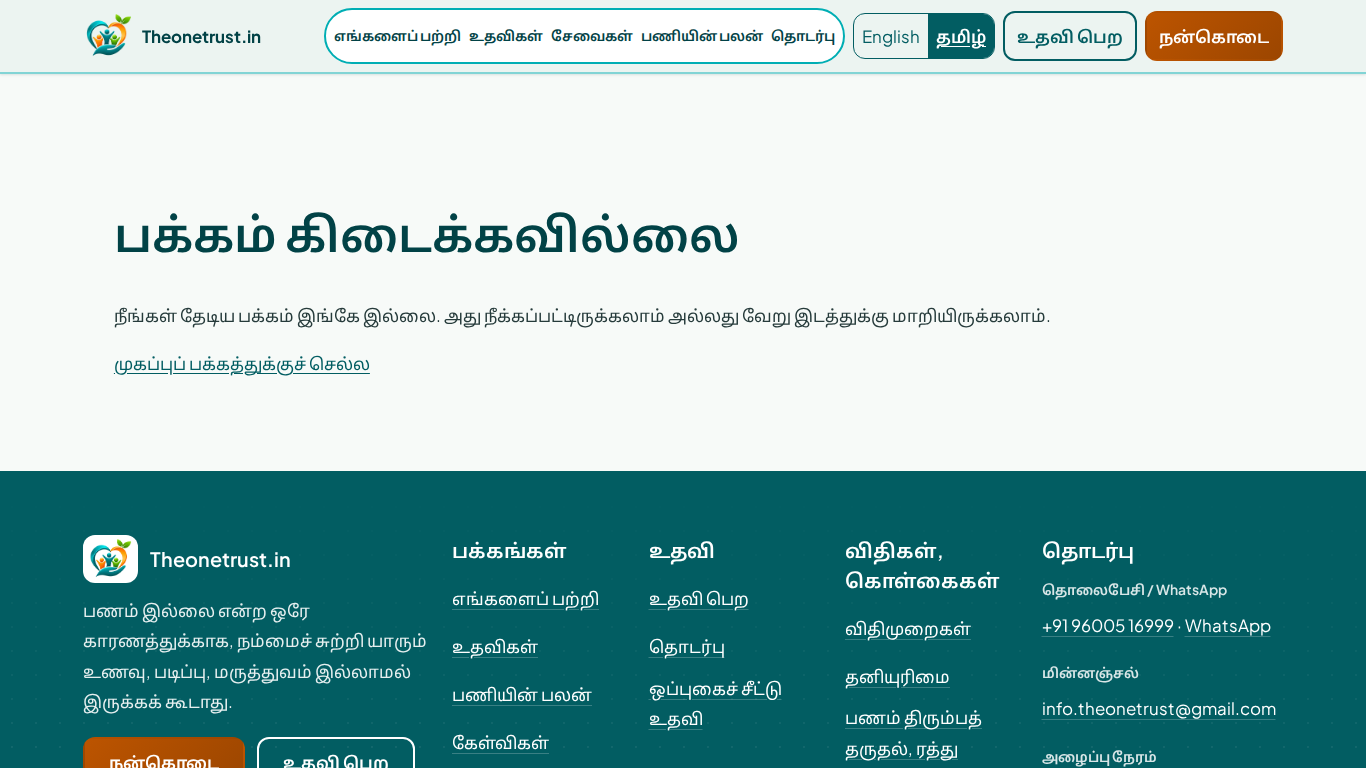 Theonetrust.in
எங்களைப் பற்றி உதவிகள் சேவைகள் பணியின் பலன் தொடர்பு
English தமிழ்
உதவி பெற
நன்கொடை
பக்கம் கிடைக்கவில்லை
நீங்கள் தேடிய பக்கம் இங்கே இல்லை. அது நீக்கப்பட்டிருக்கலாம் அல்லது வேறு இடத்துக்கு மாறியிருக்கலாம்.
முகப்புப் பக்கத்துக்குச் செல்ல
Theonetrust.in
பணம் இல்லை என்ற ஒரே
காரணத்துக்காக, நம்மைச் சுற்றி யாரும்
உணவு, படிப்பு, மருத்துவம் இல்லாமல்
இருக்கக் கூடாது.
நன்கொடை
உதவி பெற
பக்கங்கள்
எங்களைப் பற்றி
உதவிகள்
பணியின் பலன்
கேள்விகள்
உதவி
உதவி பெற
தொடர்பு
ஒப்புகைச் சீட்டு
உதவி
விதிகள்,
கொள்கைகள்
விதிமுறைகள்
தனியுரிமை
பணம் திரும்பத்
தருதல், ரத்து
தொடர்பு
தொலைபேசி / WhatsApp
+91 96005 16999 · WhatsApp
மின்னஞ்சல்
info.theonetrust@gmail.com
அழைப்பு நேரம்